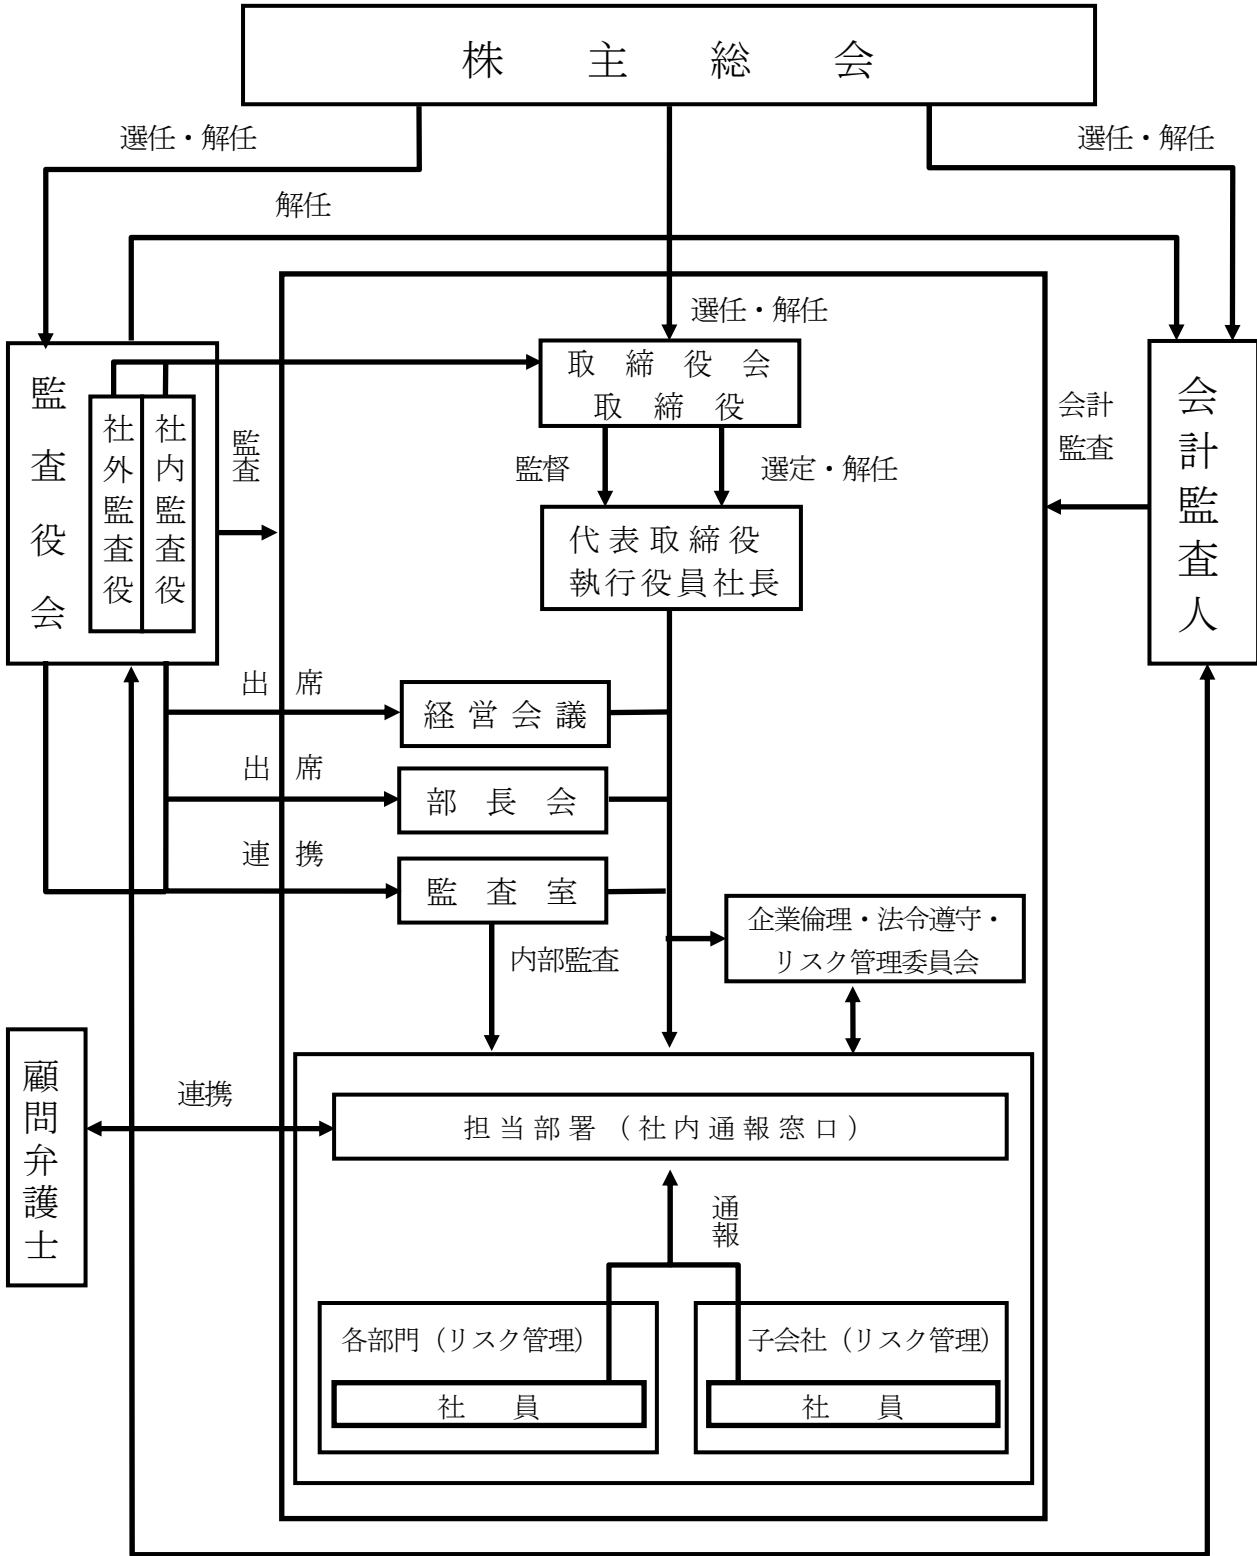 株主総会
選任・解任
選任・解任
解任
選任・解任
監査役会
社外監査役
社内監査役
監査
取締役会
取締役
会計
監査
会計監査人
監督
選定・解任
代表取締役
執行役員社長
出席
経営会議
出席
部長会
連携
監査室
内部監査
企業倫理・法令遵守・
リスク管理委員会
顧問弁護士
連携
担当部署（社内通報窓口）
通報
各部門（リスク管理）
社員
子会社（リスク管理）
社員